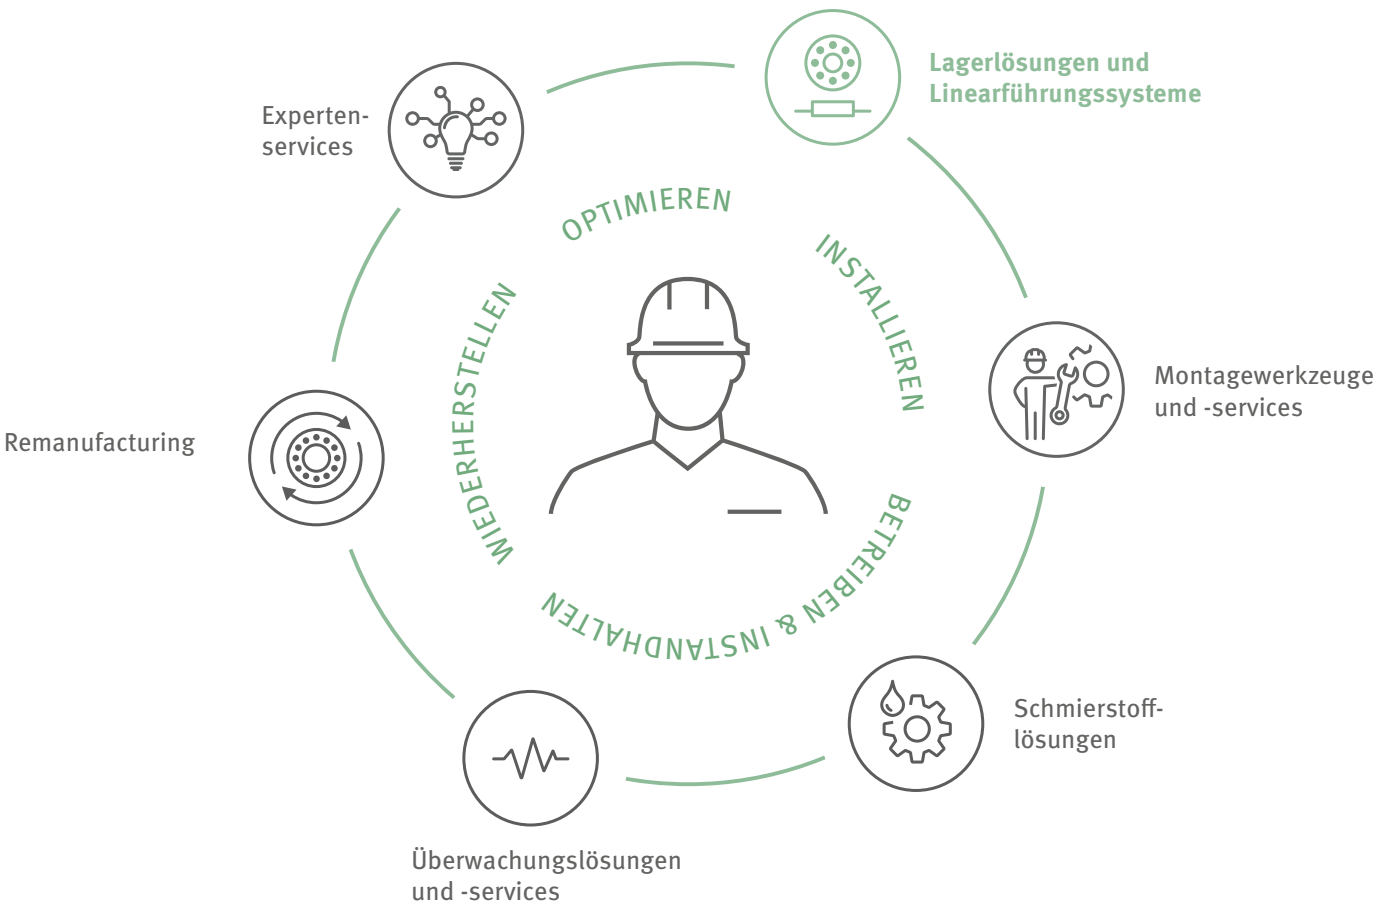 Lagerlösungen und
Linearführungssysteme
Experten-
services
OPTIMIEREN
INSTALLIEREN
WIEDERHERSTELLEN
Montagewerkzeuge
und -services
Remanufacturing
BETREIBEN & INSTANDHALTEN
Schmierstoff-
lösungen
Überwachungslösungen
und -services